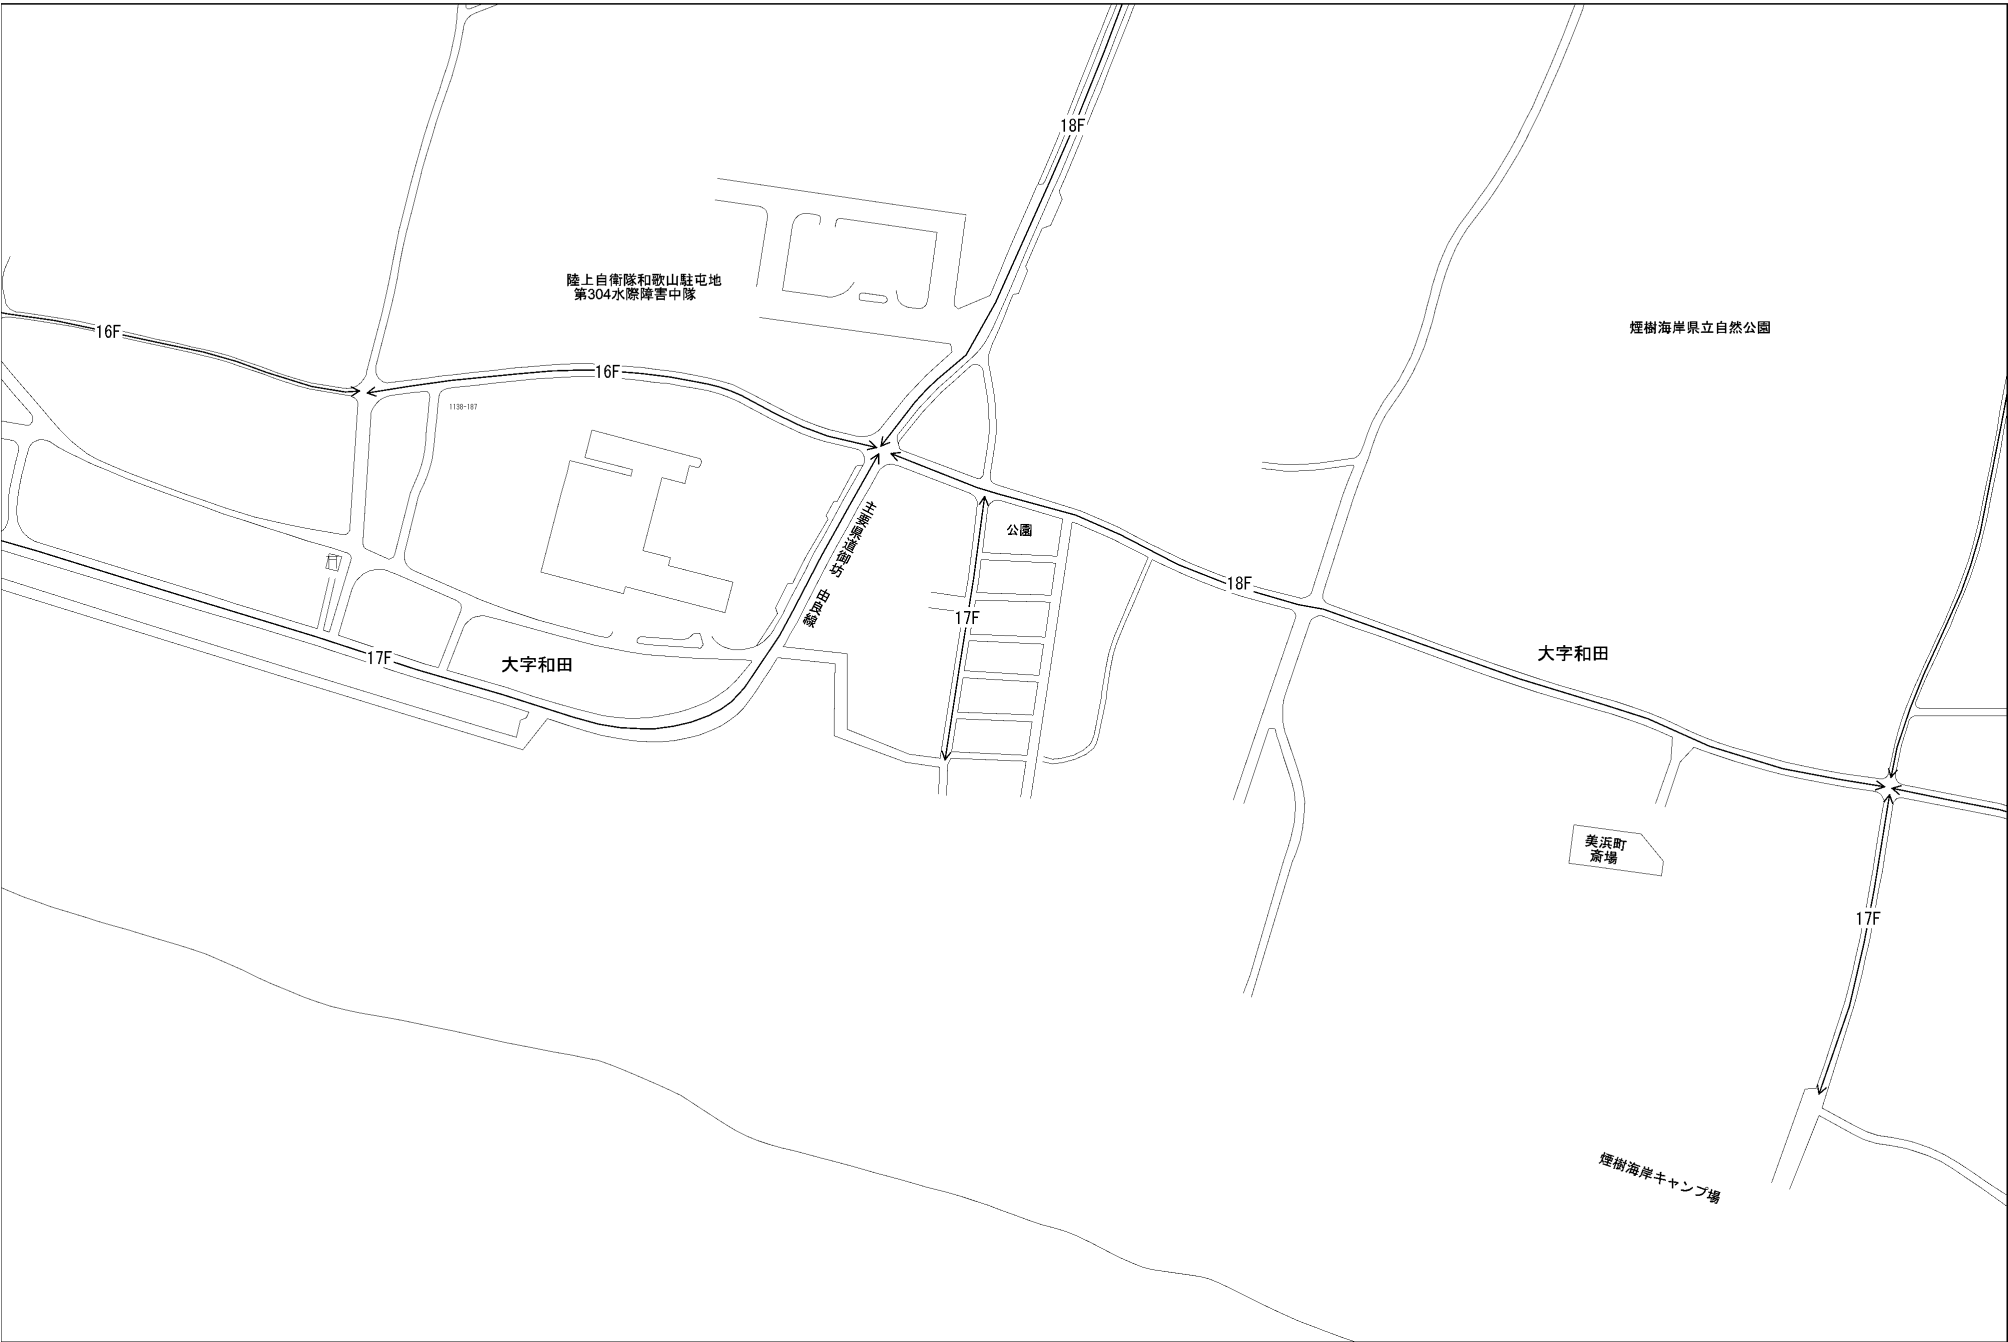 18F
陸上自衛隊和歌山駐屯地
第304水際障害中隊
煙樹海岸県立自然公園
16F
16F
1138-187
主要県道御坊 由良線
公園
18F
17F
大字和田
17F
大字和田
美浜町
斎場
17F
煙樹海岸キャンプ場